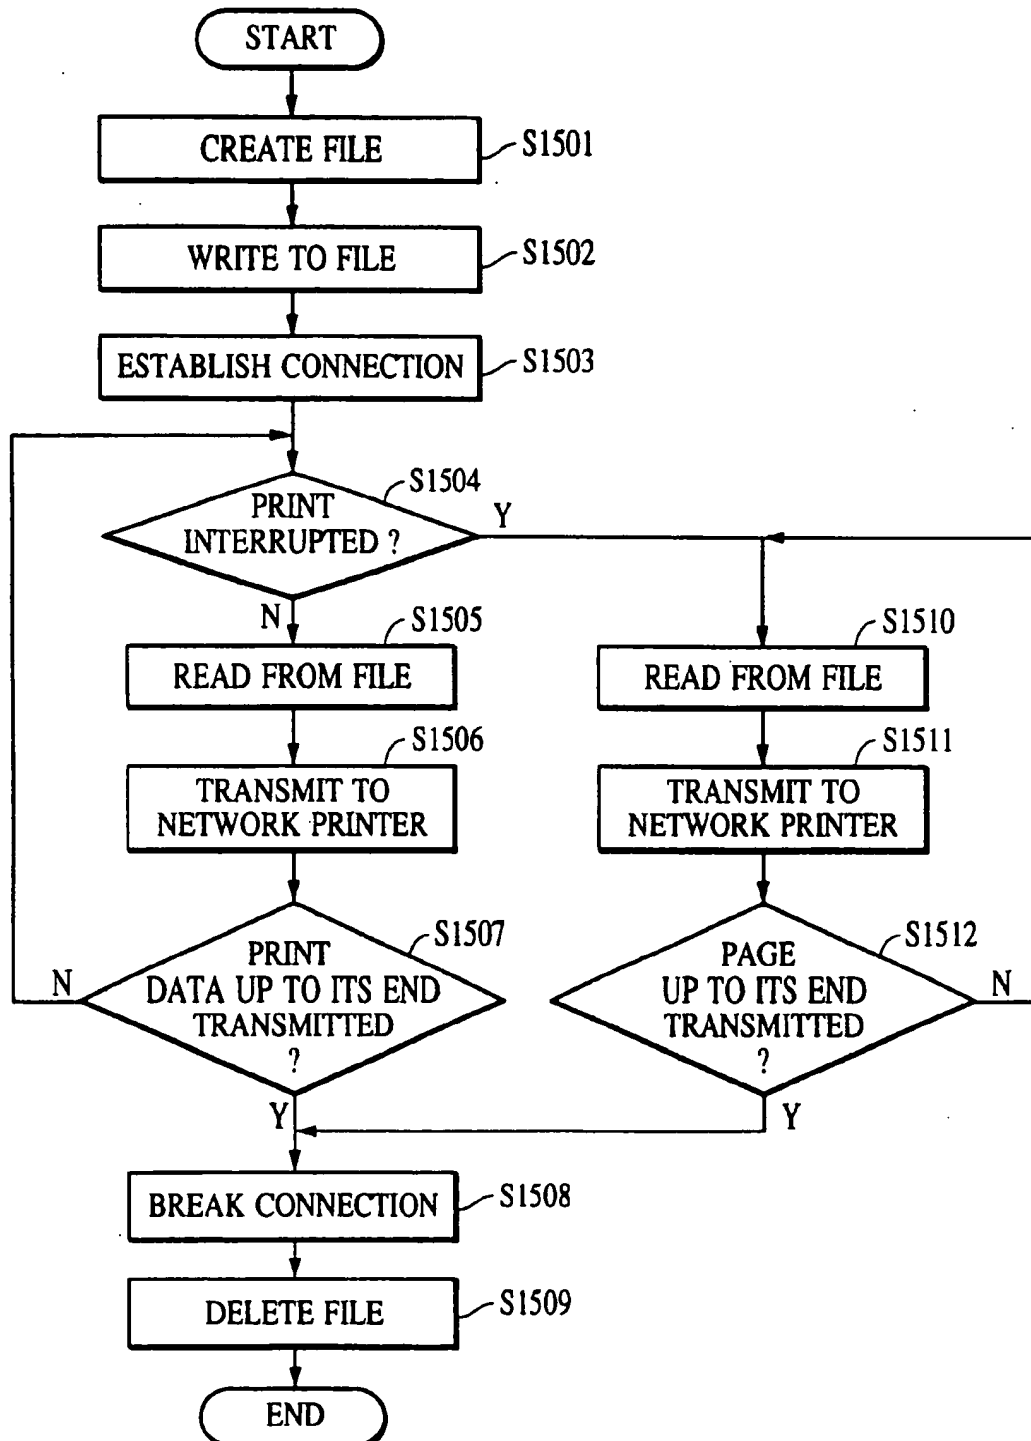 START
CREATE FILE
S1501
WRITE TO FILE
S1502
ESTABLISH CONNECTION
S1503
S1504
PRINT
INTERRUPTED ?
Y
N
S1505
READ FROM FILE
S1510
READ FROM FILE
S1506
TRANSMIT TO
NETWORK PRINTER
S1511
TRANSMIT TO
NETWORK PRINTER
S1507
PRINT
DATA UP TO ITS END
TRANSMITTED
?
N
Y
S1512
PAGE
UP TO ITS END
TRANSMITTED
?
N
Y
BREAK CONNECTION
S1508
DELETE FILE
S1509
END